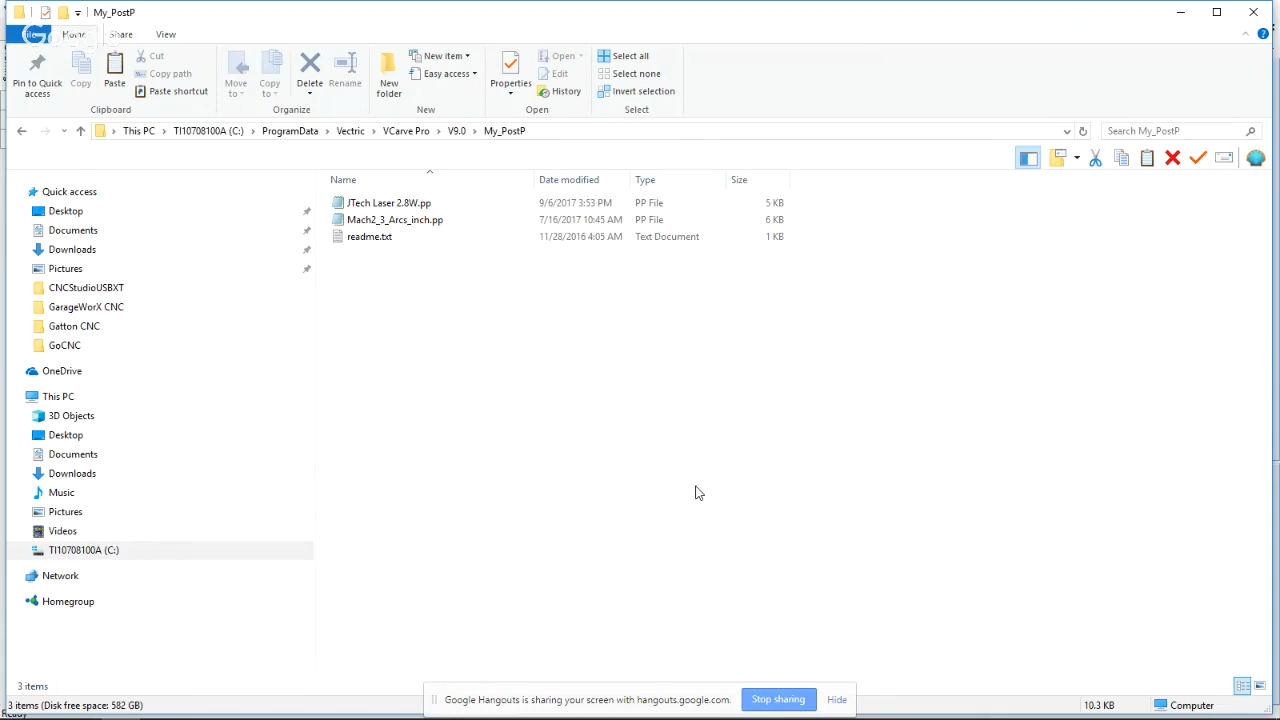 My_PostP
Home Share View
Pin to Quick access
Copy
Paste
Cut
Copy path
Paste shortcut
Move to
Copy to
Delete
Rename
New folder
New item
Easy access
Properties
Open
Edit
History
Select all
Select none
Invert selection
Clipboard Organize New Open Select
This PC TI10708100A (C:) ProgramData Vectric VCarve Pro V9.0 My_PostP
Search My_PostP
Name Date modified Type Size
JTech Laser 2.8W.pp 9/6/2017 3:53 PM PP File 5 KB
Mach2_3_Arcs_inch.pp 7/16/2017 10:45 AM PP File 6 KB
readme.txt 11/28/2016 4:05 AM Text Document 1 KB
Quick access
Desktop
Documents
Downloads
Pictures
CNCStudioUSBXT
GarageWorX CNC
Gatton CNC
GoCNC
OneDrive
This PC
3D Objects
Desktop
Documents
Downloads
Music
Pictures
Videos
TI10708100A (C:)
Network
Homegroup
3 items
Google Hangouts is sharing your screen with hangouts.google.com. Stop sharing Hide
3 items (Disk free space: 582 GB) 10.3 KB Computer
Ready